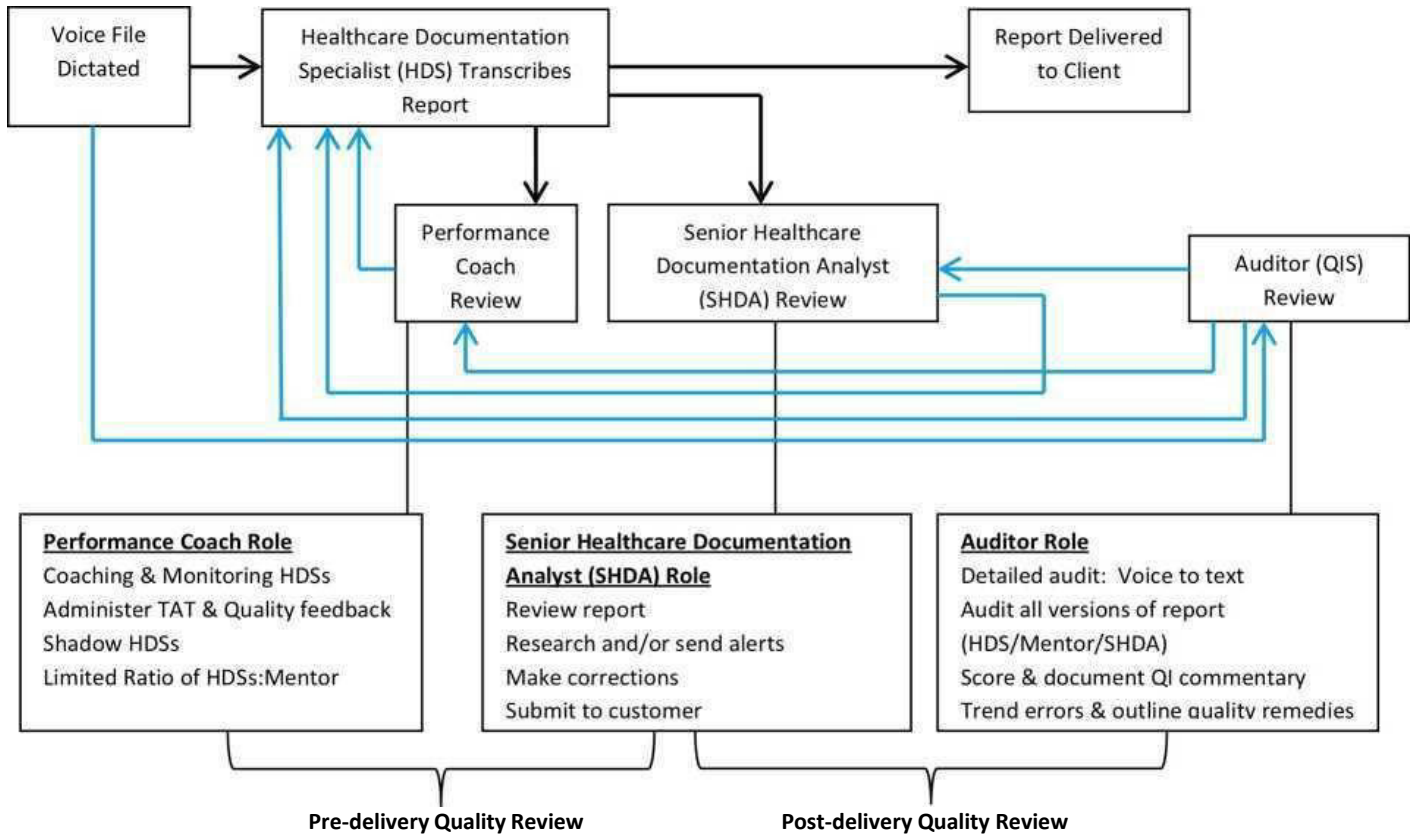 Voice File
Dictated
Healthcare Documentation
Specialist (HDS) Transcribes
Report
Report Delivered
to Client
Performance
Coach
Review
Senior Healthcare
Documentation Analyst
(SHDA) Review
Auditor (QIS)
Review
Performance Coach Role
Coaching & Monitoring HDSs
Administer TAT & Quality feedback
Shadow HDSs
Limited Ratio of HDSs:Mentor
Senior Healthcare Documentation
Analyst (SHDA) Role
Review report
Research and/or send alerts
Make corrections
Submit to customer
Auditor Role
Detailed audit: Voice to text
Audit all versions of report
(HDS/Mentor/SHDA)
Score & document QI commentary
Trend errors & outline quality remedies
Pre-delivery Quality Review
Post-delivery Quality Review